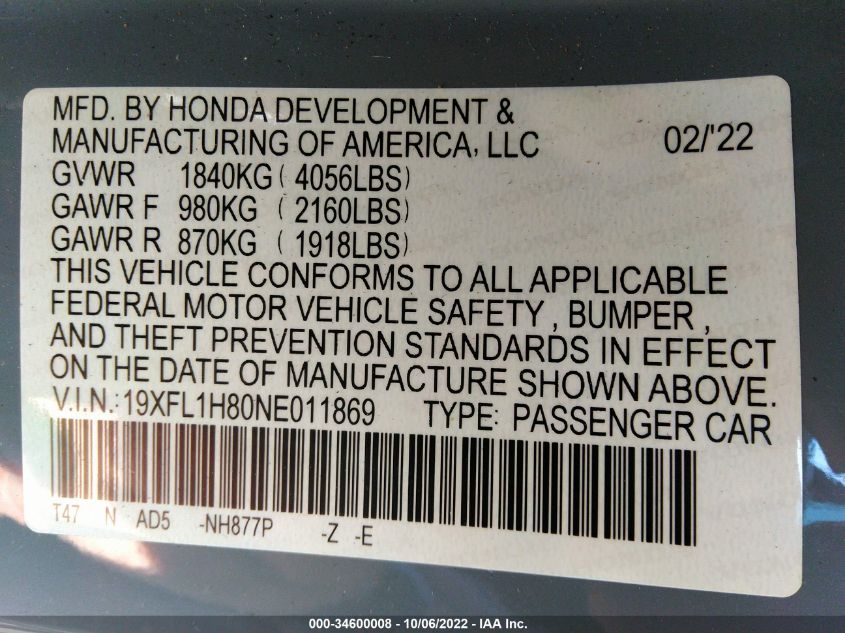 MFD. BY HONDA DEVELOPMENT &
MANUFACTURING OF AMERICA, LLC 02/'22
GVWR 1840KG ( 4056LBS)
GAWR F 980KG ( 2160LBS)
GAWR R 870KG ( 1918LBS)
THIS VEHICLE CONFORMS TO ALL APPLICABLE
FEDERAL MOTOR VEHICLE SAFETY , BUMPER ,
AND THEFT PREVENTION STANDARDS IN EFFECT
ON THE DATE OF MANUFACTURE SHOWN ABOVE.
V.I.N.: 19XFL1H80NE011869 TYPE: PASSENGER CAR
T47 N AD5 -NH877P -Z -E
000-34600008 - 10/06/2022 - IAA Inc.